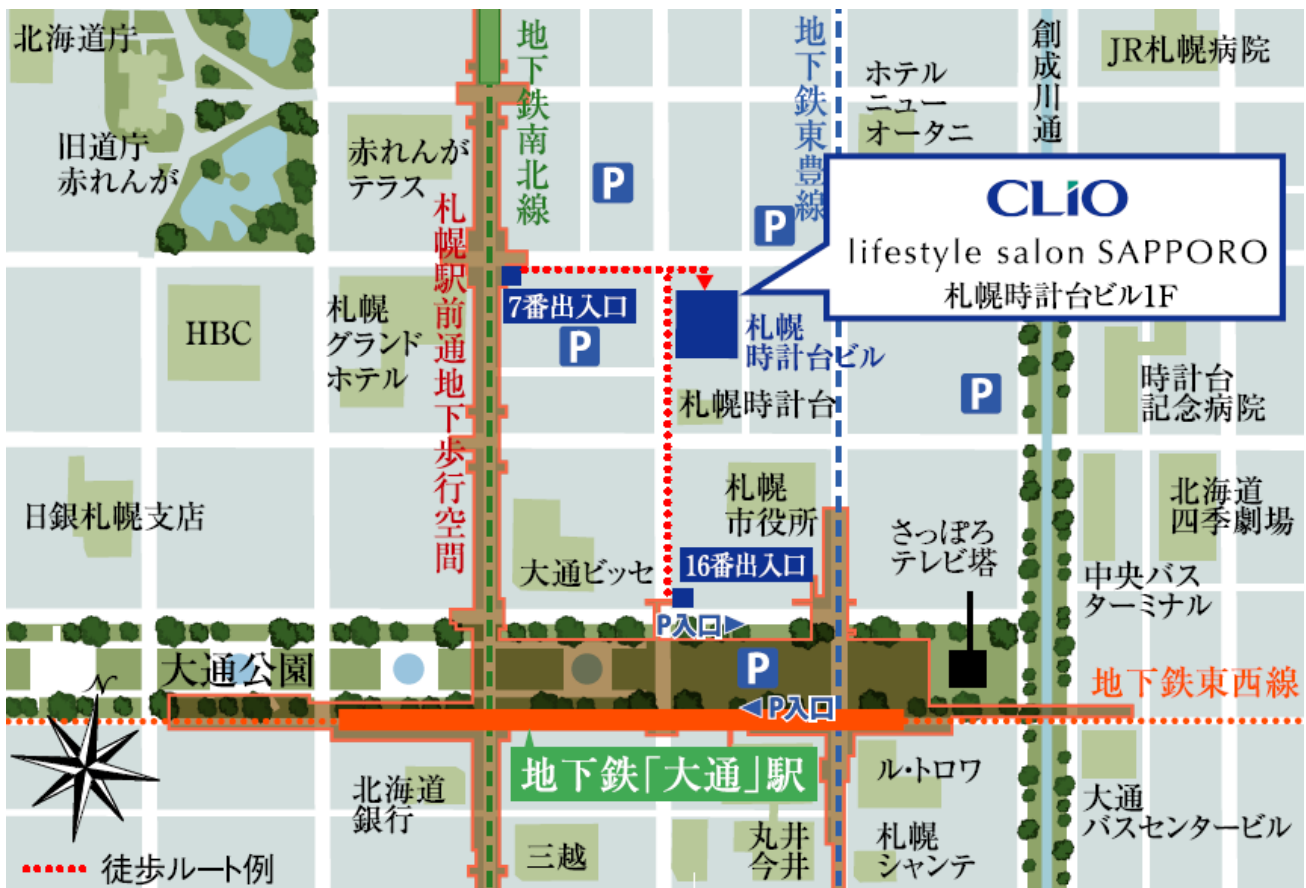 北海道庁
旧道庁
赤れんが
赤れんが
テラス
地下鉄南北線
札幌駅前通地下歩行空間
地下鉄東豊線
ホテル
ニュー
オータニ
創成川通
JR札幌病院
CLiO
lifestyle salon SAPPORO
札幌時計台ビル1F
P
P
HBC
札幌
グランド
ホテル
7番出入口
P
札幌
時計台ビル
札幌時計台
P
時計台
記念病院
日銀札幌支店
大通ビッセ
札幌
市役所
16番出入口
さっぽろ
テレビ塔
北海道
四季劇場
中央バス
ターミナル
P入口
大通公園
P
P入口
地下鉄東西線
N
地下鉄「大通」駅
北海道
銀行
三越
丸井
今井
ル・トロワ
札幌
シャンテ
大通
バスセンタービル
徒歩ルート例